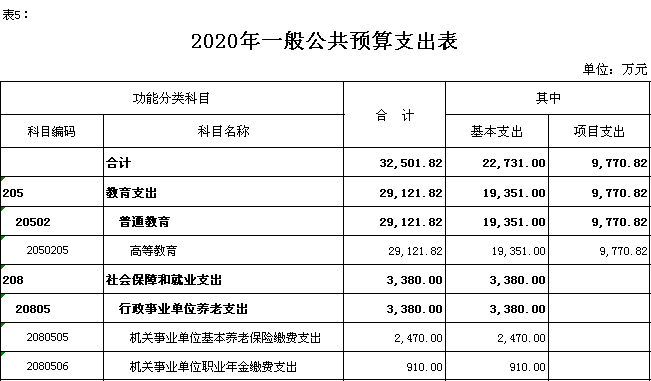 表5：
2020年一般公共预算支出表
单位：万元
功能分类科目 合 计 其中
科目编码 科目名称 基本支出 项目支出
合计 32,501.82 22,731.00 9,770.82
205 教育支出 29,121.82 19,351.00 9,770.82
20502 普通教育 29,121.82 19,351.00 9,770.82
2050205 高等教育 29,121.82 19,351.00 9,770.82
208 社会保障和就业支出 3,380.00 3,380.00
20805 行政事业单位养老支出 3,380.00 3,380.00
2080505 机关事业单位基本养老保险缴费支出 2,470.00 2,470.00
2080506 机关事业单位职业年金缴费支出 910.00 910.00